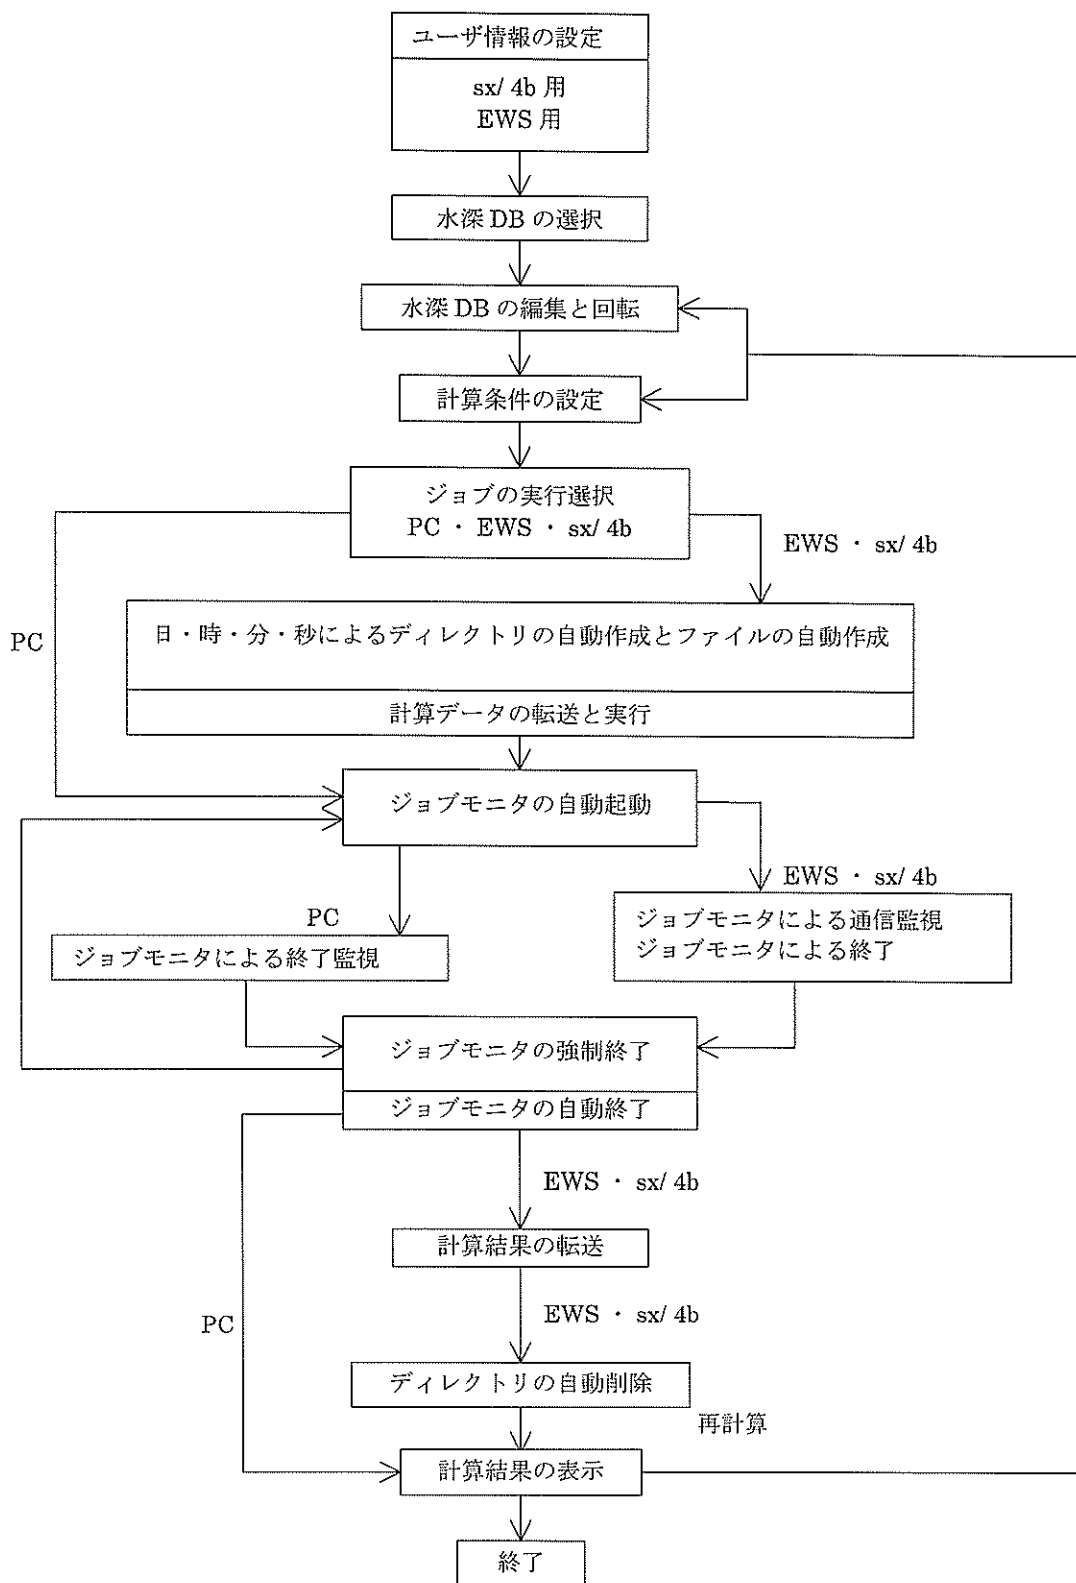 ユーザ情報の設定
sx/ 4b 用
EWS 用
水深 DB の選択
水深 DB の編集と回転
計算条件の設定
ジョブの実行選択
PC ・ EWS ・ sx/ 4b
EWS ・ sx/ 4b
日・時・分・秒によるディレクトリの自動作成とファイルの自動作成
PC
計算データの転送と実行
ジョブモニタの自動起動
EWS ・ sx/ 4b
PC
ジョブモニタによる通信監視
ジョブモニタによる終了
ジョブモニタによる終了監視
ジョブモニタの強制終了
ジョブモニタの自動終了
EWS ・ sx/ 4b
計算結果の転送
EWS ・ sx/ 4b
PC
ディレクトリの自動削除
再計算
計算結果の表示
終了